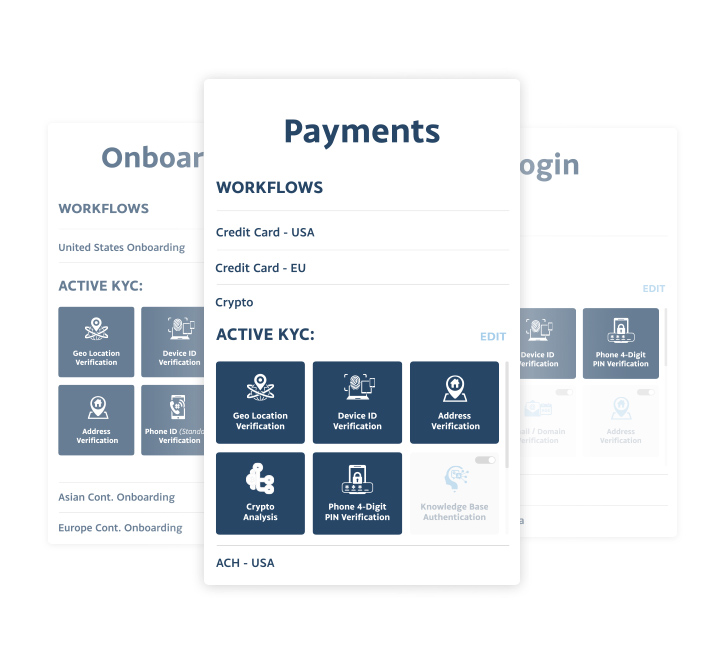 Onboar
WORKFLOWS
United States Onboarding
ACTIVE KYC:
Geo Location
Verification
Device ID
Verification
Address
Verification
Phone ID (Standa
Verification
Asian Cont. Onboarding
Europe Cont. Onboarding
Payments
WORKFLOWS
Credit Card - USA
Credit Card - EU
Crypto
ACTIVE KYC:
EDIT
Geo Location
Verification
Device ID
Verification
Address
Verification
Crypto
Analysis
Phone 4-Digit
PIN Verification
Knowledge Base
Authentication
ACH - USA
ogin
EDIT
Device ID
Verification
Phone 4-Digit
PIN Verification
ail / Domain
erification
Address
Verification
a